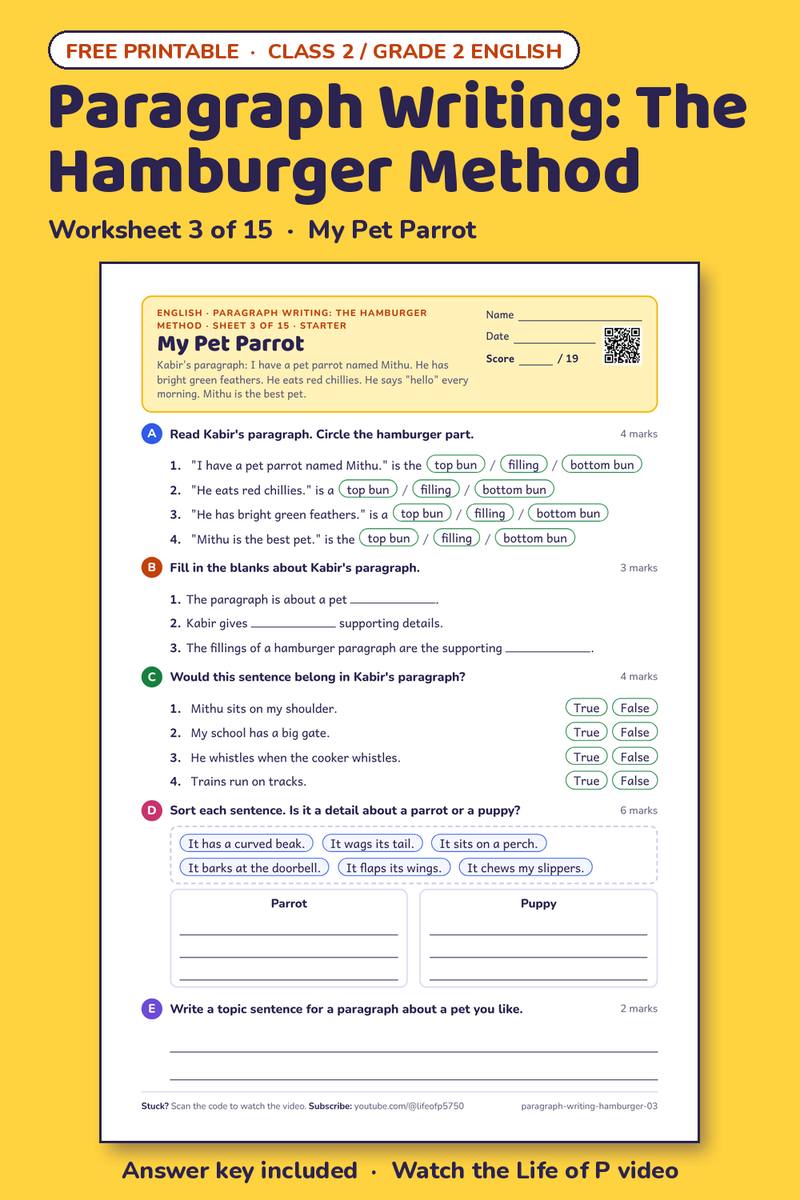 FREE PRINTABLE · CLASS 2 / GRADE 2 ENGLISH
Paragraph Writing: The
Hamburger Method
Worksheet 3 of 15 · My Pet Parrot
ENGLISH · PARAGRAPH WRITING: THE HAMBURGER
METHOD · SHEET 3 OF 15 · STARTER
My Pet Parrot
Kabir's paragraph: I have a pet parrot named Mithu. He has
bright green feathers. He eats red chillies. He says "hello" every
morning. Mithu is the best pet.
Name
Date
Score / 19
A Read Kabir's paragraph. Circle the hamburger part. 4 marks
1. "I have a pet parrot named Mithu." is the top bun / filling / bottom bun
2. "He eats red chillies." is a top bun / filling / bottom bun
3. "He has bright green feathers." is a top bun / filling / bottom bun
4. "Mithu is the best pet." is the top bun / filling / bottom bun
B Fill in the blanks about Kabir's paragraph. 3 marks
1. The paragraph is about a pet ____________.
2. Kabir gives ____________ supporting details.
3. The fillings of a hamburger paragraph are the supporting ____________.
C Would this sentence belong in Kabir's paragraph? 4 marks
1. Mithu sits on my shoulder. True False
2. My school has a big gate. True False
3. He whistles when the cooker whistles. True False
4. Trains run on tracks. True False
D Sort each sentence. Is it a detail about a parrot or a puppy? 6 marks
It has a curved beak. It wags its tail. It sits on a perch.
It barks at the doorbell. It flaps its wings. It chews my slippers.
Parrot Puppy
E Write a topic sentence for a paragraph about a pet you like. 2 marks
Stuck? Scan the code to watch the video. Subscribe: youtube.com/@lifeofp5750 paragraph-writing-hamburger-03
Answer key included · Watch the Life of P video